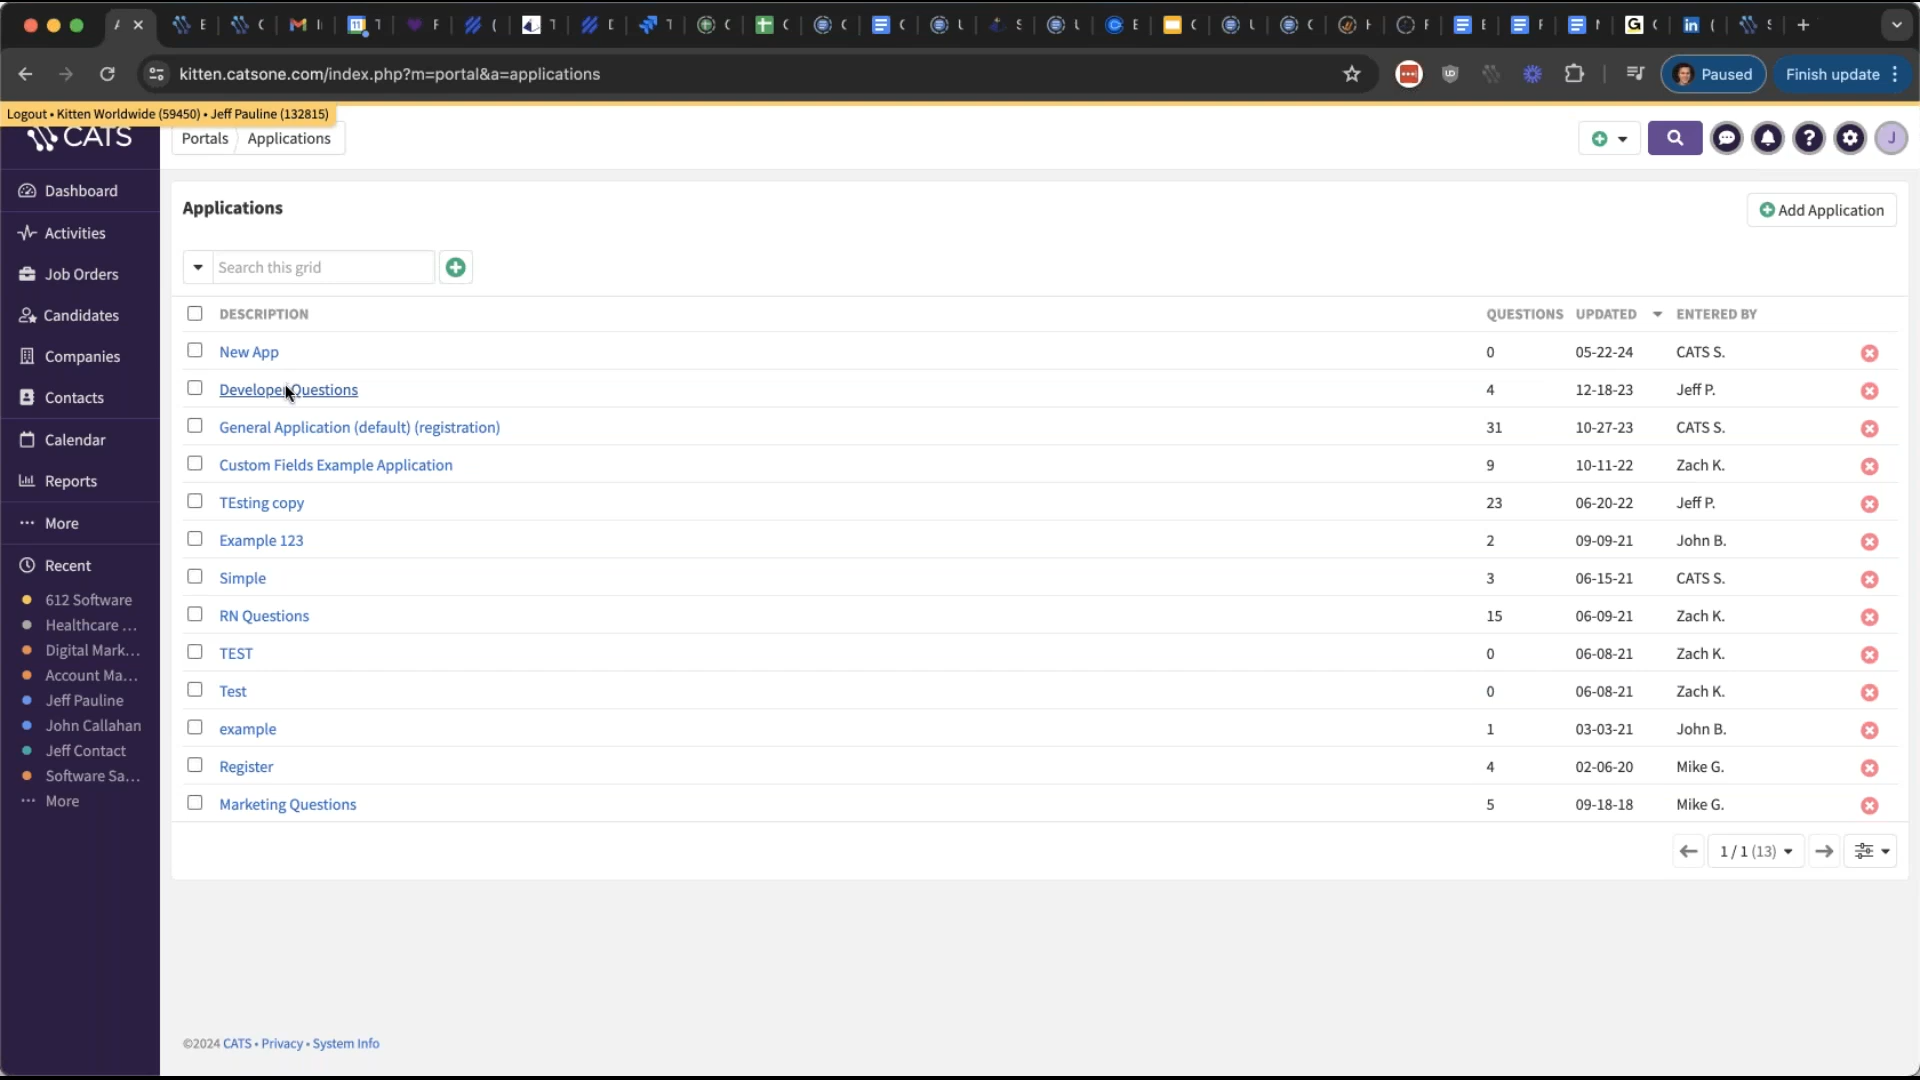 kitten.catsone.com/index.php?m=portal&a=applications
Paused
Finish update
Logout • Kitten Worldwide (59450) • Jeff Pauline (132815)
CATS
Portals
Applications
J
Dashboard
Activities
Job Orders
Candidates
Companies
Contacts
Calendar
Reports
More
Recent
612 Software
Healthcare ...
Digital Mark...
Account Ma...
Jeff Pauline
John Callahan
Jeff Contact
Software Sa...
More
Applications
Add Application
Search this grid
DESCRIPTION QUESTIONS UPDATED ENTERED BY
New App 0 05-22-24 CATS S.
Developer Questions 4 12-18-23 Jeff P.
General Application (default) (registration) 31 10-27-23 CATS S.
Custom Fields Example Application 9 10-11-22 Zach K.
TEsting copy 23 06-20-22 Jeff P.
Example 123 2 09-09-21 John B.
Simple 3 06-15-21 CATS S.
RN Questions 15 06-09-21 Zach K.
TEST 0 06-08-21 Zach K.
Test 0 06-08-21 Zach K.
example 1 03-03-21 John B.
Register 4 02-06-20 Mike G.
Marketing Questions 5 09-18-18 Mike G.
1 / 1 (13)
©2024 CATS • Privacy • System Info